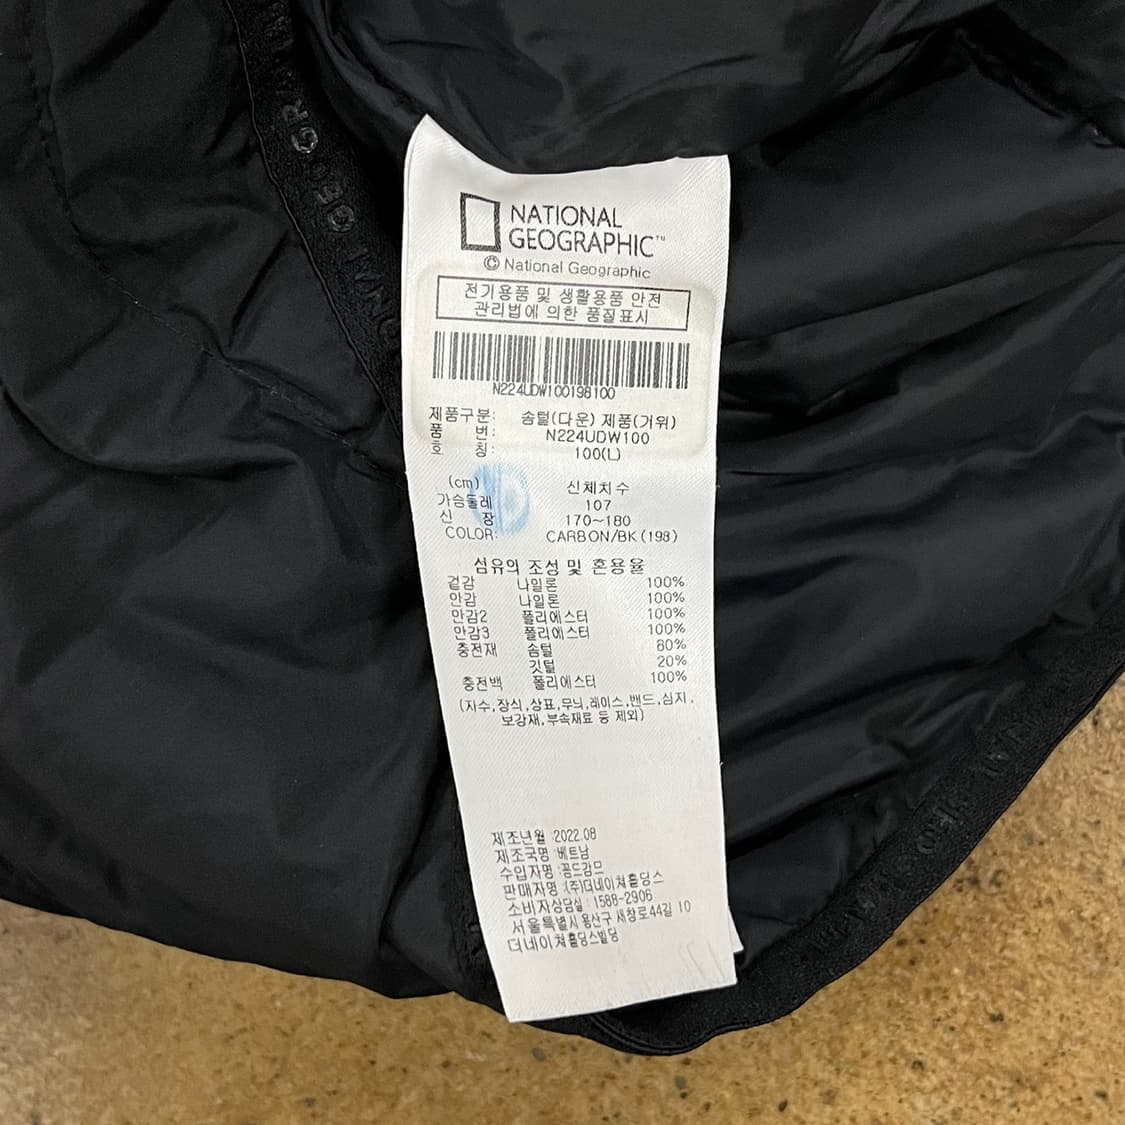 NATIONAL
GEOGRAPHIC™
© National Geographic
전기용품 및 생활용품 안전
관리법에 의한 품질표시
N224UDW100198100
제품구분: 솜털(다운) 제품(거위)
품 번: N224UDW100
호 칭: 100(L)
(cm) 신체치수
가슴둘레 107
신 장 170~180
COLOR: CARBON/BK(198)
섬유의 조성 및 혼용율
겉감 나일론 100%
안감 나일론 100%
안감2 폴리에스터 100%
안감3 폴리에스터 100%
충전재 솜털 80%
깃털 20%
충전백 폴리에스터 100%
(자수,장식,상표,무늬,레이스,밴드,심지,
보강재,부속재료 등 제외)
제조년월 :2022.08
제조국명 :베트남
수입자명 :꼼드감므
판매자명 :(주)더네이쳐홀딩스
소비자상담실 : 1588-2906
서울특별시 용산구 새창로44길 10
더네이쳐홀딩스빌딩